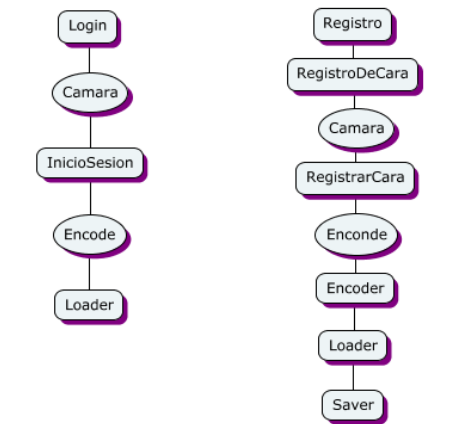 Login
Camara
InicioSesion
Encode
Loader
Registro
RegistroDeCara
Camara
RegistrarCara
Enconde
Encoder
Loader
Saver